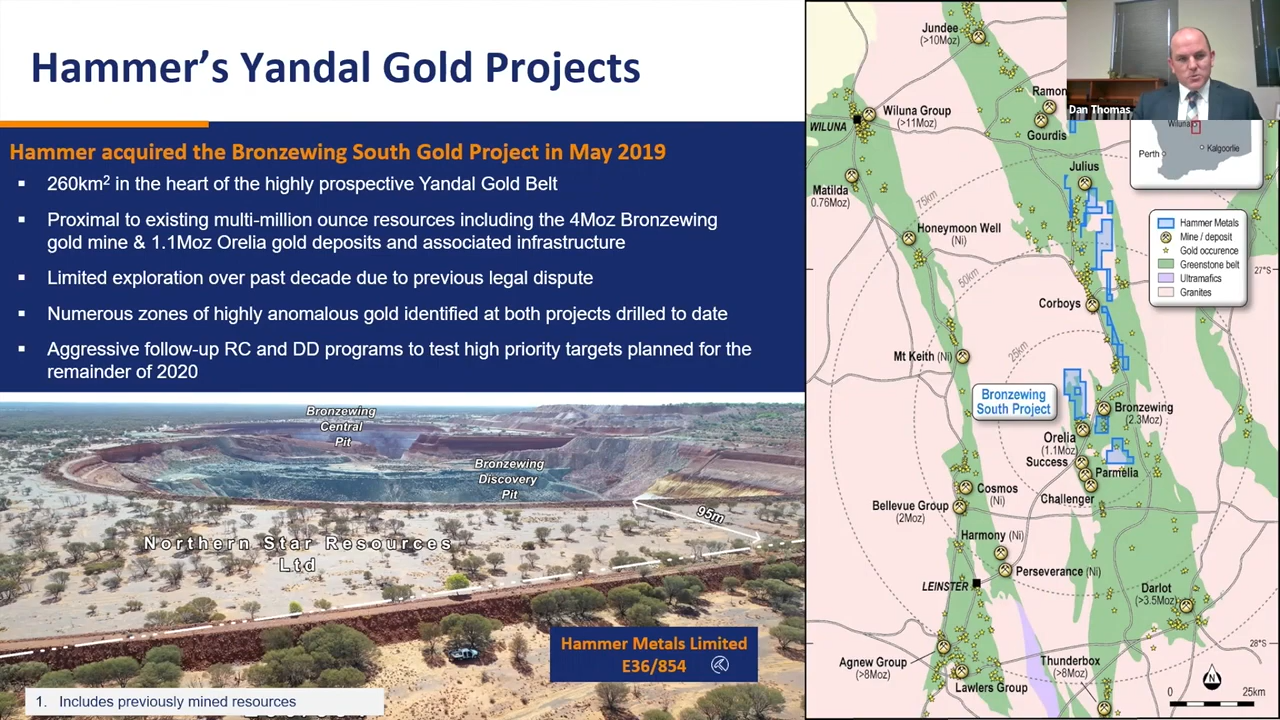 Hammer's Yandal Gold Projects
Hammer acquired the Bronzewing South Gold Project in May 2019
260km² in the heart of the highly prospective Yandal Gold Belt
Proximal to existing multi-million ounce resources including the 4Moz Bronzewing
gold mine & 1.1Moz Orelia gold deposits and associated infrastructure
Limited exploration over past decade due to previous legal dispute
Numerous zones of highly anomalous gold identified at both projects drilled to date
Aggressive follow-up RC and DD programs to test high priority targets planned for the
remainder of 2020
Bronzewing
Central
Pit
Bronzewing
Discovery
Pit
95m
Northern Star Resources
Ltd
Hammer Metals Limited
E36/854
1. Includes previously mined resources
Jundee
(>10Moz)
Dan Thomas
Wiluna Group
(>11Moz)
WILUNA
Gourdis
Wiluna
Perth
Kalgoorlie
Julius
Matilda
0.76Moz)
75km
Honeymoon Well
(Ni)
Hammer Metals
Mine / deposit
Gold occurence
Greenstone belt
Ultramafics
Granites
27°S
50km
Corboys
25km
Mt Keith (Ni)
Bronzewing
South Project
Bronzewing
(2.3Moz)
Orelia
(1.1Moz)
Success
Parmelia
Challenger
Cosmos
(Ni)
Bellevue Group
(2Moz)
Harmony (Ni)
Perseverance (Ni)
LEINSTER
Darlot
(>3.5Moz)
28°S
Agnew Group
(>8Moz)
Lawlers Group
Thunderbox
(>8Moz)
N
0 25km